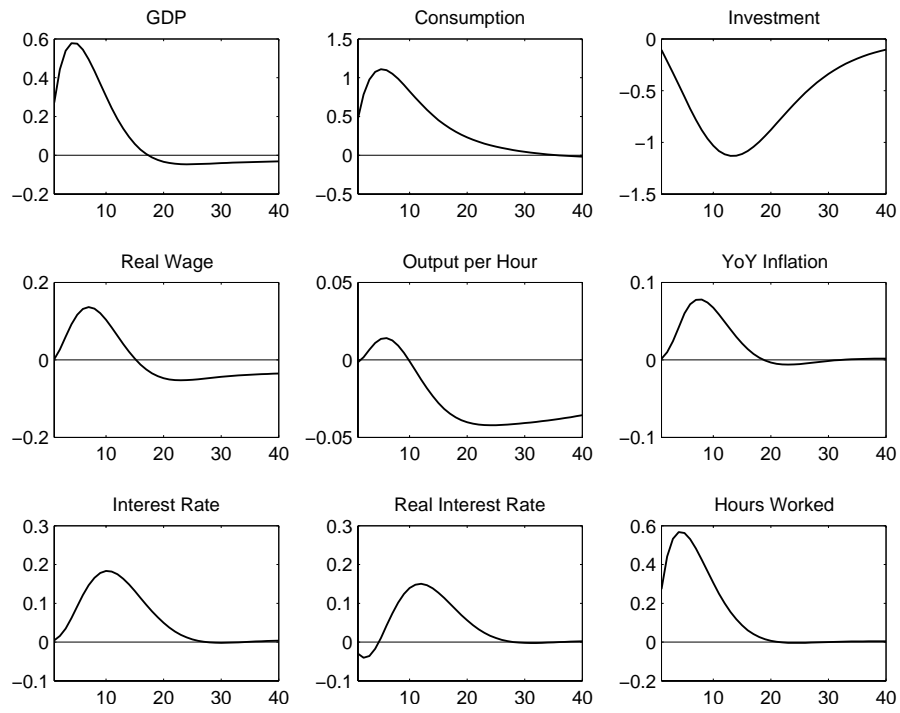 GDP
Consumption
Investment
0.6
0.4
0.2
0
−0.2
10 20 30 40
1.5
1
0.5
0
−0.5
10 20 30 40
0
−0.5
−1
−1.5
10 20 30 40
Real Wage
Output per Hour
YoY Inflation
0.2
0
−0.2
10 20 30 40
0.05
0
−0.05
10 20 30 40
0.1
0
−0.1
10 20 30 40
Interest Rate
Real Interest Rate
Hours Worked
0.3
0.2
0.1
0
−0.1
10 20 30 40
0.3
0.2
0.1
0
−0.1
10 20 30 40
0.6
0.4
0.2
0
−0.2
10 20 30 40